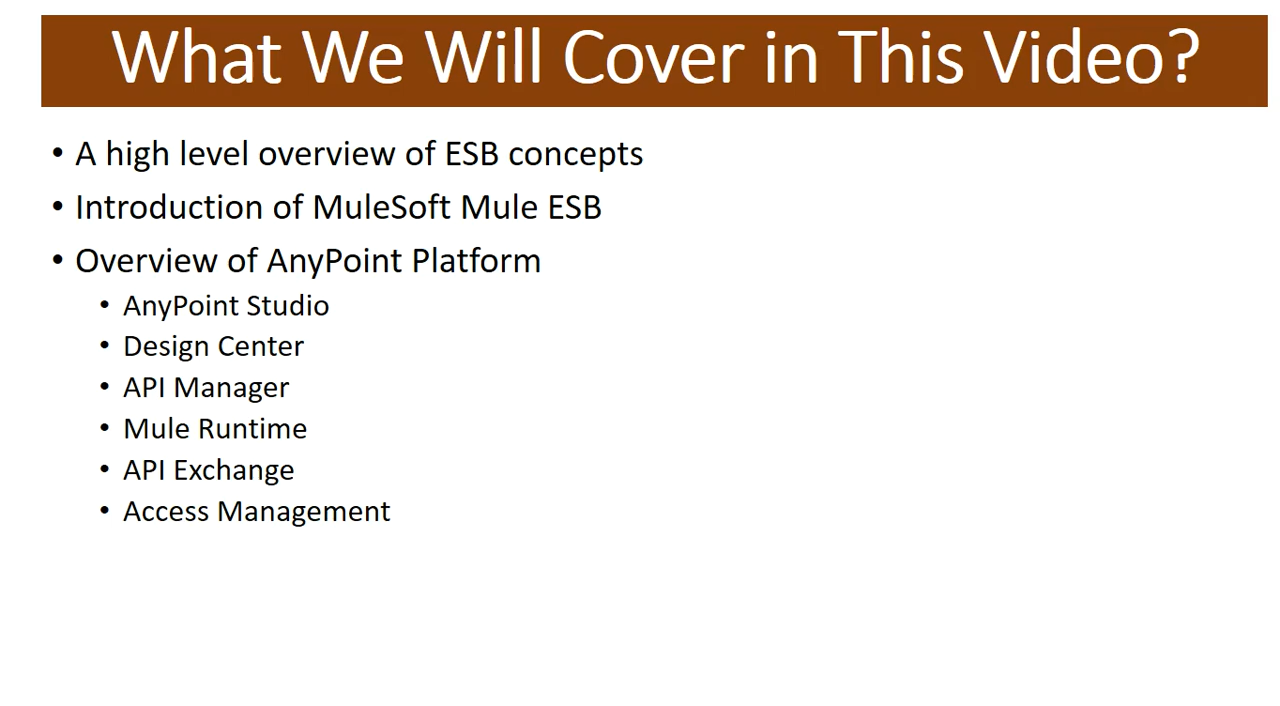 What We Will Cover in This Video?
• A high level overview of ESB concepts
• Introduction of MuleSoft Mule ESB
• Overview of AnyPoint Platform
• AnyPoint Studio
• Design Center
• API Manager
• Mule Runtime
• API Exchange
• Access Management